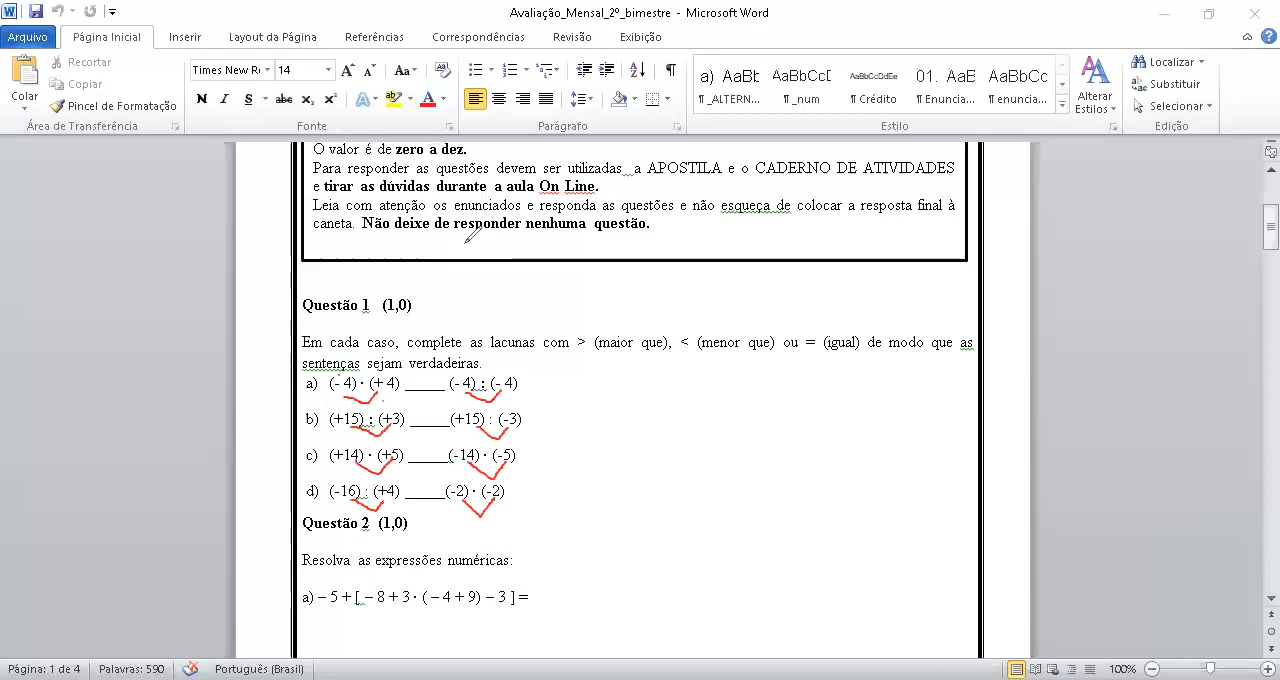 Avaliação_Mensal_2º_bimestre - Microsoft Word
Arquivo Página Inicial Inserir Layout da Página Referências Correspondências Revisão Exibição
Colar
Recortar
Copiar
Pincel de Formatação
Área de Transferência
Times New R 14
N I S abc x₂ x²
Fonte
Parágrafo
a) AaBb AaBbCcD AaBbCcDdEe 01. AaE AaBbCc
¶ _ALTERN... ¶ _num ¶ Crédito ¶ Enuncia... ¶ enuncia...
Estilo
Alterar Estilos
Localizar
Substituir
Selecionar
Edição
O valor é de zero a dez.
Para responder as questões devem ser utilizadas a APOSTILA e o CADERNO DE ATIVIDADES
e tirar as dúvidas durante a aula On Line.
Leia com atenção os enunciados e responda as questões e não esqueça de colocar a resposta final à
caneta. Não deixe de responder nenhuma questão.
Questão 1 (1,0)
Em cada caso, complete as lacunas com > (maior que), < (menor que) ou = (igual) de modo que as
sentenças sejam verdadeiras.
a) (- 4) · (+ 4) _____ (- 4) : (- 4)
b) (+15) : (+3) _____(+15) : (-3)
c) (+14) · (+5) _____(-14) · (-5)
d) (-16) : (+4) _____(-2) · (-2)
Questão 2 (1,0)
Resolva as expressões numéricas:
a) – 5 + [ – 8 + 3 · ( – 4 + 9) – 3 ] =
Página: 1 de 4 Palavras: 590 Português (Brasil) 100%